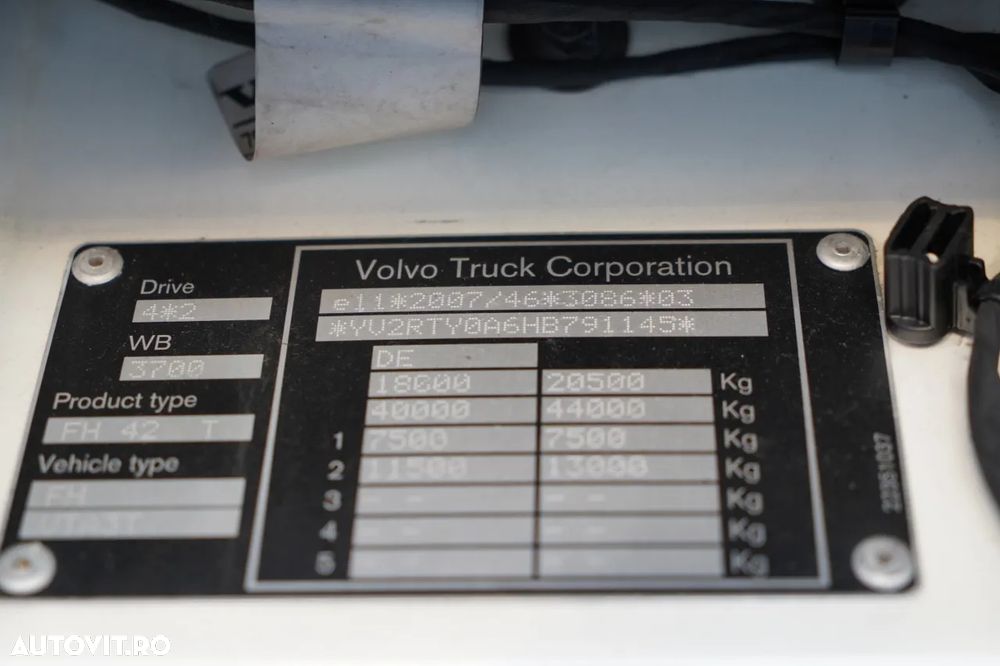 Volvo Truck Corporation
Drive
4*2
WB
3700
Product type
FH 42 T
Vehicle type
FH
e11*2007/46*3086*03
*YV2RTY0A6HB791145*
DE
18000 20500 Kg
40000 44000 Kg
1 7500 7500 Kg
2 11500 13000 Kg
3 -- -- Kg
4 -- -- Kg
5 Kg
AUTOVIT.RO